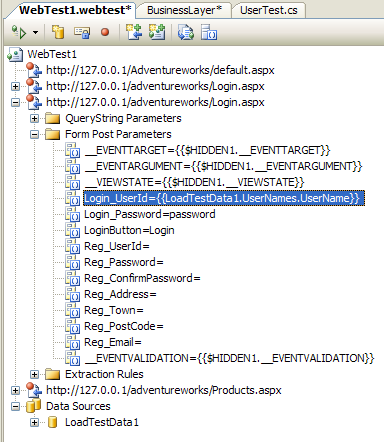 WebTest1.webtest* BusinessLayer* UserTest.cs
WebTest1
http://127.0.0.1/Adventureworks/default.aspx
http://127.0.0.1/Adventureworks/Login.aspx
http://127.0.0.1/Adventureworks/Login.aspx
QueryString Parameters
Form Post Parameters
__EVENTTARGET={{$HIDDEN1.__EVENTTARGET}}
__EVENTARGUMENT={{$HIDDEN1.__EVENTARGUMENT}}
__VIEWSTATE={{$HIDDEN1.__VIEWSTATE}}
Login_UserId={{LoadTestData1.UserNames.UserName}}
Login_Password=password
LoginButton=Login
Reg_UserId=
Reg_Password=
Reg_ConfirmPassword=
Reg_Address=
Reg_Town=
Reg_PostCode=
Reg_Email=
__EVENTVALIDATION={{$HIDDEN1.__EVENTVALIDATION}}
Extraction Rules
http://127.0.0.1/adventureworks/Products.aspx
Data Sources
LoadTestData1